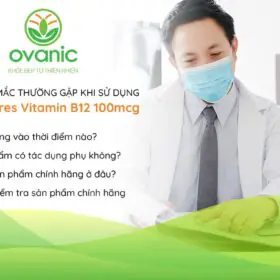 ovanic
KHỎE ĐẸP TỪ THIÊN NHIÊN
MẮC THƯỜNG GẶP KHI SỬ DỤNG
res Vitamin B12 100mcg
ng vào thời điểm nào?
ẩm có tác dụng phụ không?
n phẩm chính hãng ở đâu?
ểm tra sản phẩm chính hãng